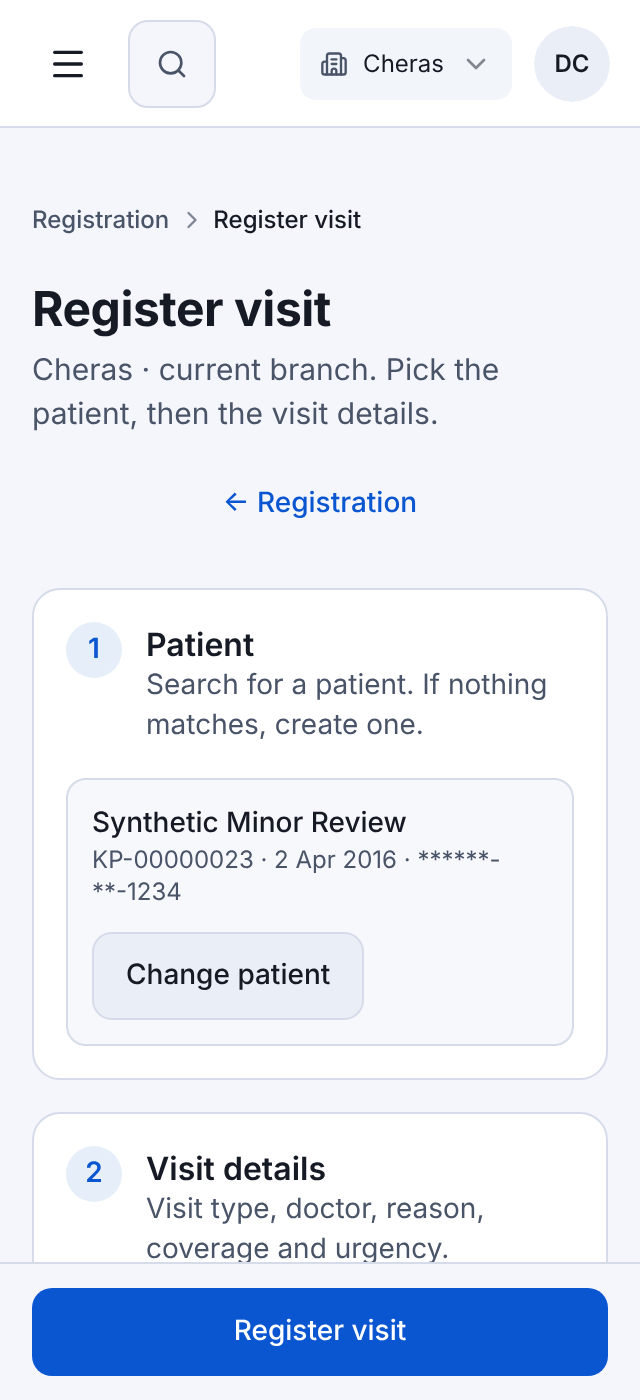 Cheras
DC
Registration > Register visit
Register visit
Cheras · current branch. Pick the
patient, then the visit details.
← Registration
1
Patient
Search for a patient. If nothing
matches, create one.
Synthetic Minor Review
KP-00000023 · 2 Apr 2016 · ******-
**-1234
Change patient
2
Visit details
Visit type, doctor, reason,
coverage and urgency.
Register visit